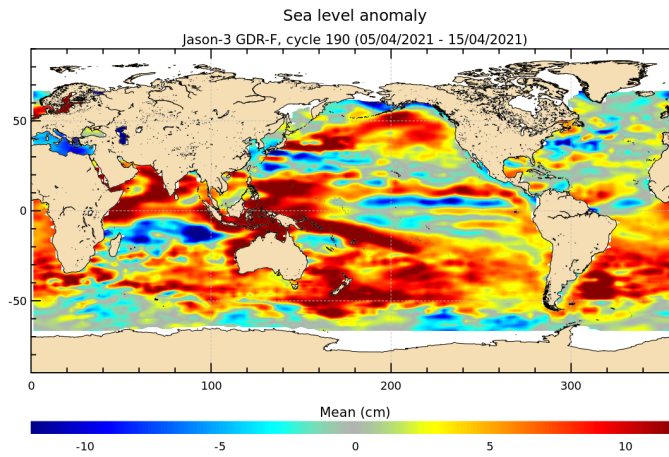 Sea level anomaly
Jason-3 GDR-F, cycle 190 (05/04/2021 - 15/04/2021)
50
0
-50
0 100 200 300
Mean (cm)
-10 -5 0 5 10